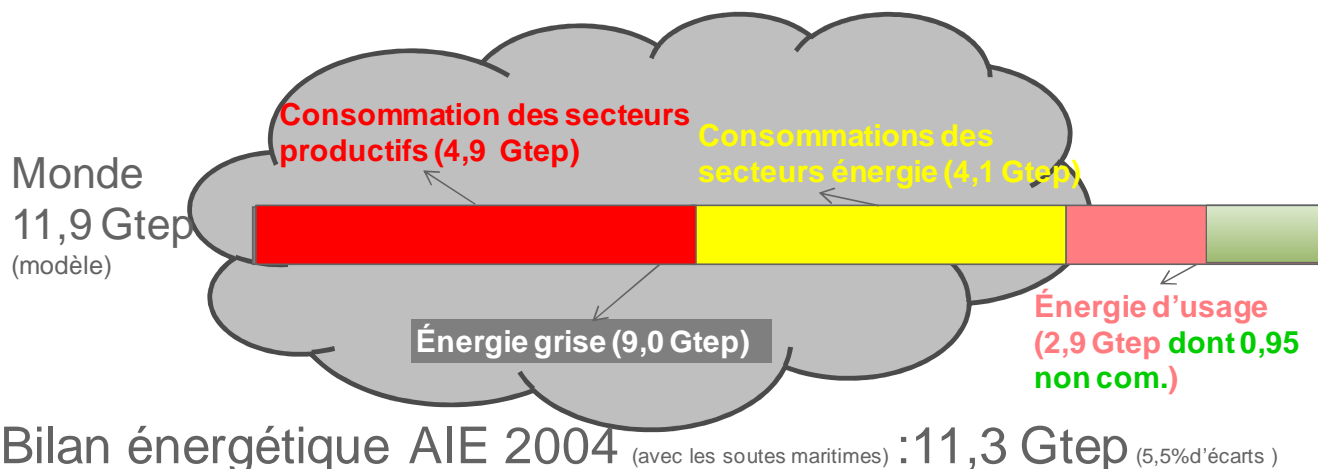 Consommation des secteurs
productifs (4,9 Gtep)
Consommations des
secteurs énergie (4,1 Gtep)
Monde
11,9 Gtep
(modèle)
Énergie grise (9,0 Gtep)
Énergie d’usage
(2,9 Gtep dont 0,95
non com.)
Bilan énergétique AIE 2004 (avec les soutes maritimes) :11,3 Gtep (5,5%d’écarts )